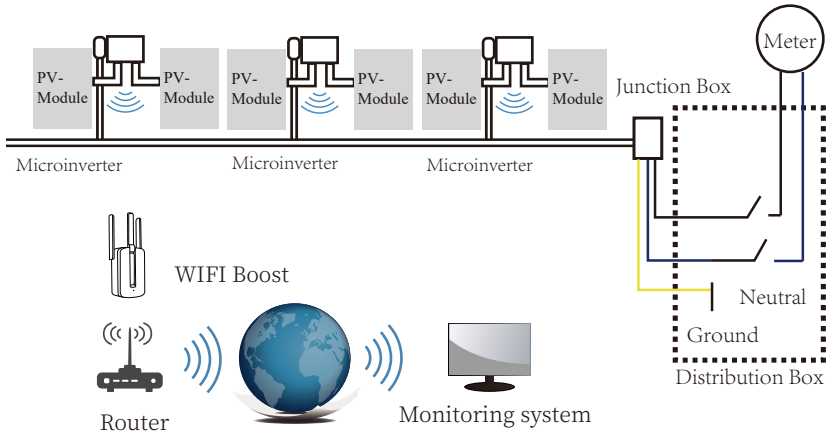 Meter
PV-
Module
PV-
Module
PV-
Module
PV-
Module
PV-
Module
PV-
Module
Junction Box
Microinverter
Microinverter
Microinverter
WIFI Boost
Neutral
Ground
Distribution Box
Router
Monitoring system